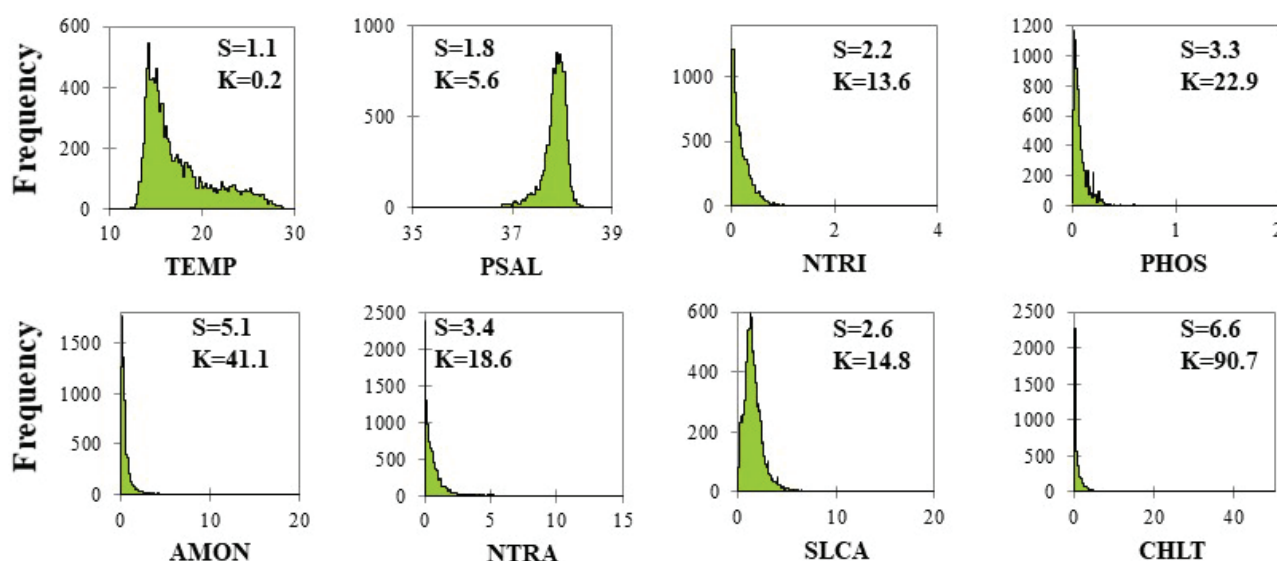 Frequency
600
400
200
0
10 20 30
S=1.1
K=0.2
TEMP
1000
500
0
35 37 39
S=1.8
K=5.6
PSAL
1000
500
0
0 2 4
S=2.2
K=13.6
NTRI
1200
1000
800
600
400
200
0
0 1 2
S=3.3
K=22.9
PHOS
Frequency
1500
1000
500
0
0 10 20
S=5.1
K=41.1
AMON
2500
2000
1500
1000
500
0
0 5 10 15
S=3.4
K=18.6
NTRA
600
400
200
0
0 10 20
S=2.6
K=14.8
SLCA
2500
2000
1500
1000
500
0
0 20 40
S=6.6
K=90.7
CHLT